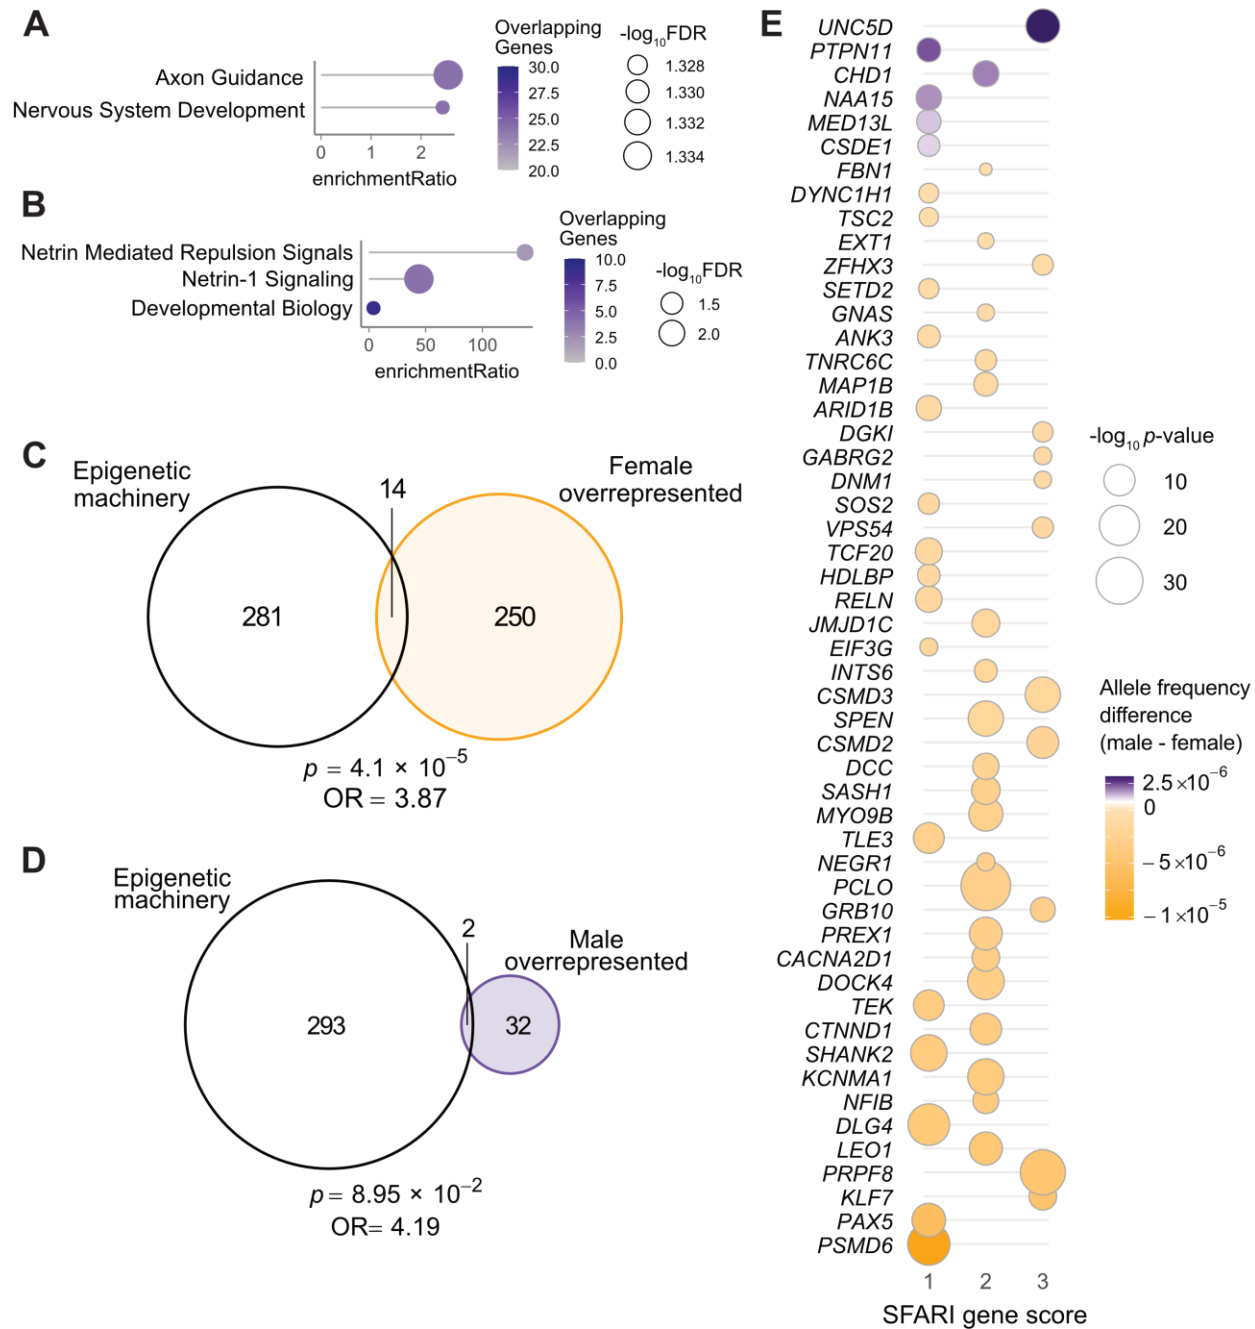 A
Axon Guidance
Nervous System Development
0 1 2
enrichmentRatio
Overlapping
Genes
30.0
27.5
25.0
22.5
20.0
-log10FDR
1.328
1.330
1.332
1.334
B
Netrin Mediated Repulsion Signals
Netrin-1 Signaling
Developmental Biology
0 50 100
enrichmentRatio
Overlapping
Genes
10.0
7.5
5.0
2.5
0.0
-log10FDR
1.5
2.0
C
Epigenetic
machinery
14
Female
overrepresented
281
250
p = 4.1 × 10−5
OR = 3.87
D
Epigenetic
machinery
2
Male
overrepresented
293
32
p = 8.95 × 10−2
OR= 4.19
E
UNC5D
PTPN11
CHD1
NAA15
MED13L
CSDE1
FBN1
DYNC1H1
TSC2
EXT1
ZFHX3
SETD2
GNAS
ANK3
TNRC6C
MAP1B
ARID1B
DGKI
GABRG2
DNM1
SOS2
VPS54
TCF20
HDLBP
RELN
JMJD1C
EIF3G
INTS6
CSMD3
SPEN
CSMD2
DCC
SASH1
MYO9B
TLE3
NEGR1
PCLO
GRB10
PREX1
CACNA2D1
DOCK4
TEK
CTNND1
SHANK2
KCNMA1
NFIB
DLG4
LEO1
PRPF8
KLF7
PAX5
PSMD6
1 2 3
SFARI gene score
-log10 p-value
10
20
30
Allele frequency
difference
(male - female)
2.5×10−6
0
−5×10−6
−1×10−5